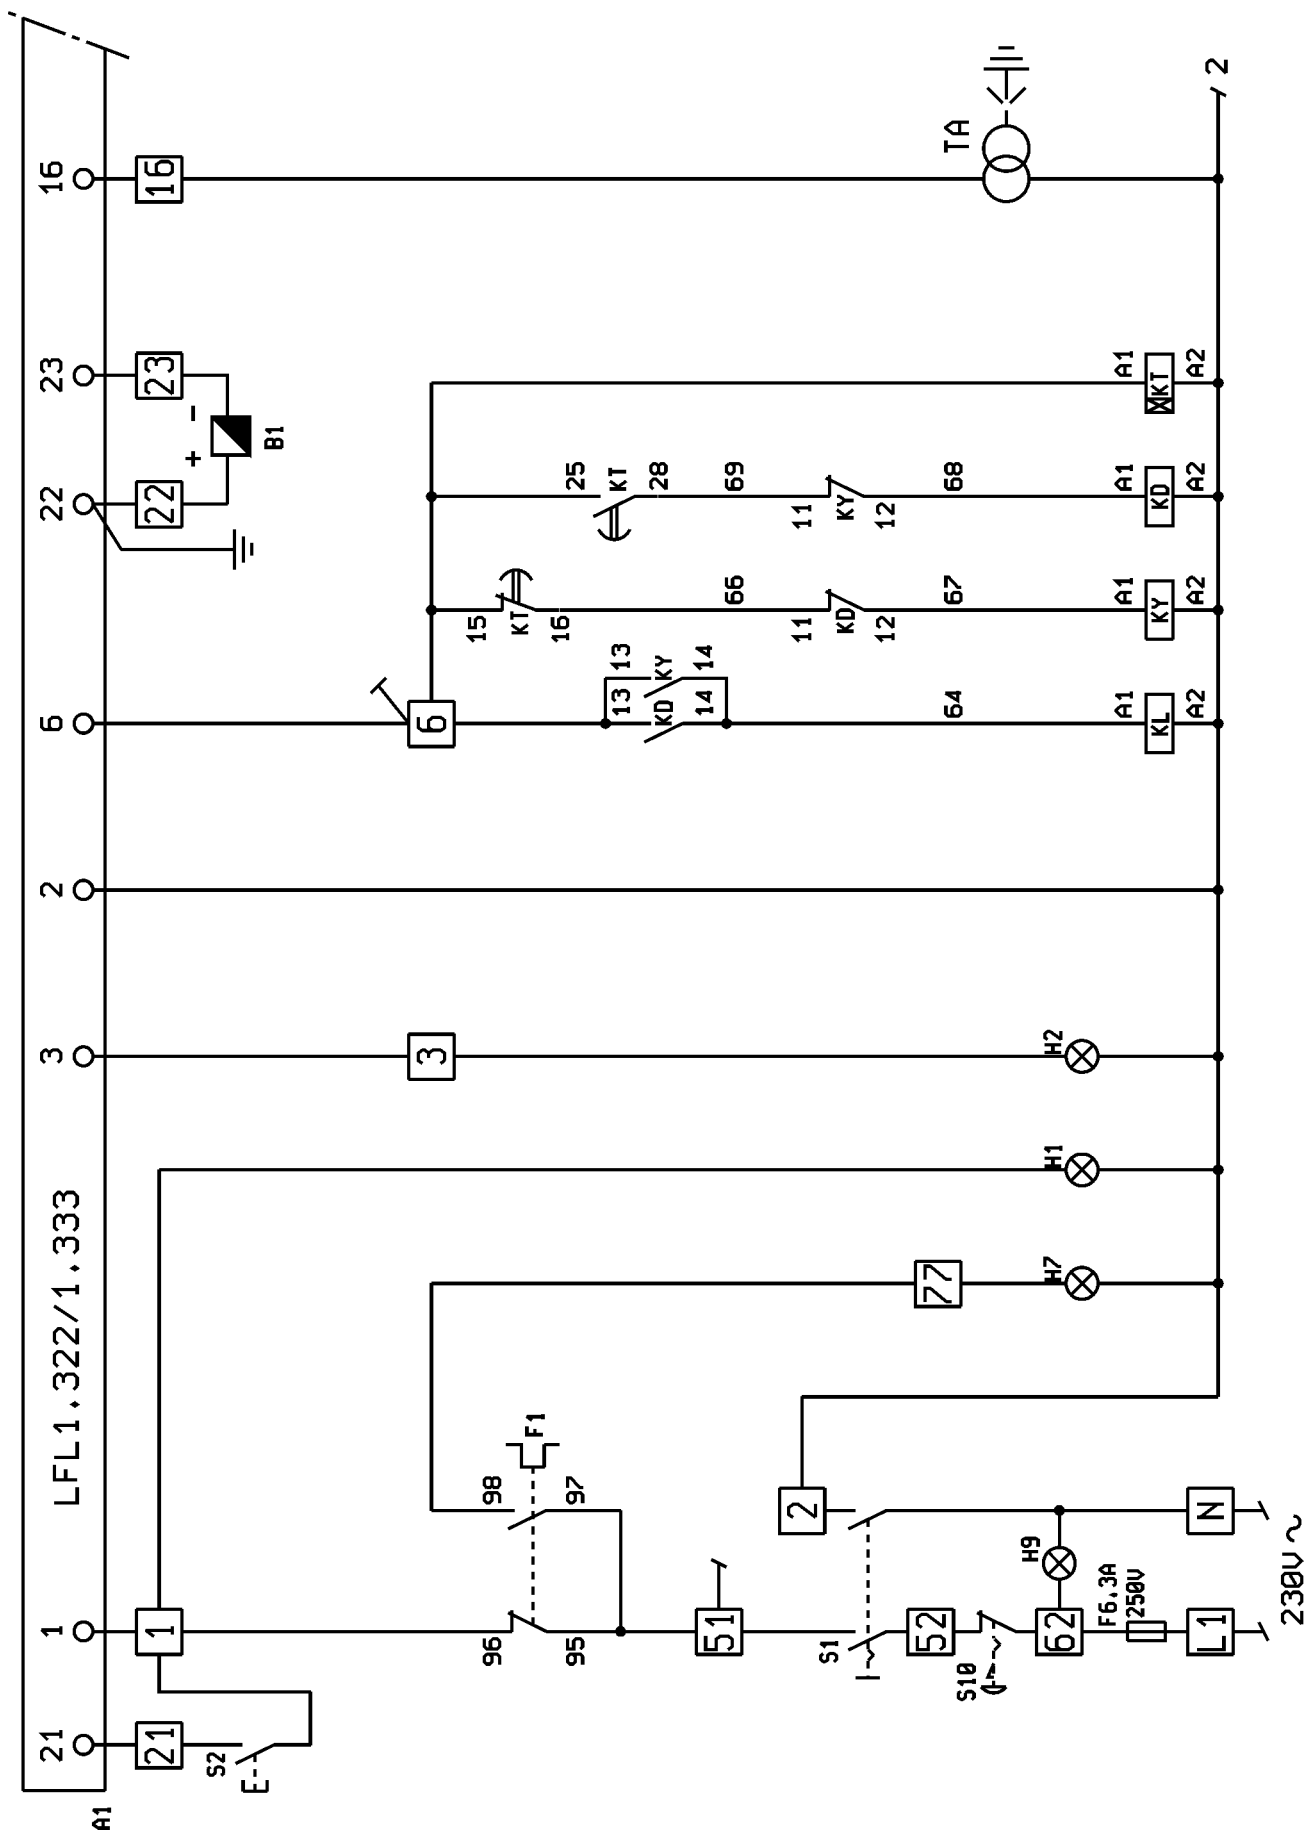 16
23
22
6
2
3
1
21
A1
LFL1.322/1.333
16
23
22
21
- +
B1
1
S2
6
3
15
KT
16
25
KT
28
13
KY
14
13
KD
14
96
95
98
97
F1
66
69
11
KD
12
11
KY
12
67
68
64
51
2
77
S1
52
S10
62
H9
F6.3A
250V
L1
N
230V ~
H7
H1
H2
A1
KL
A2
A1
KY
A2
A1
KD
A2
A1
KT
A2
TA
2